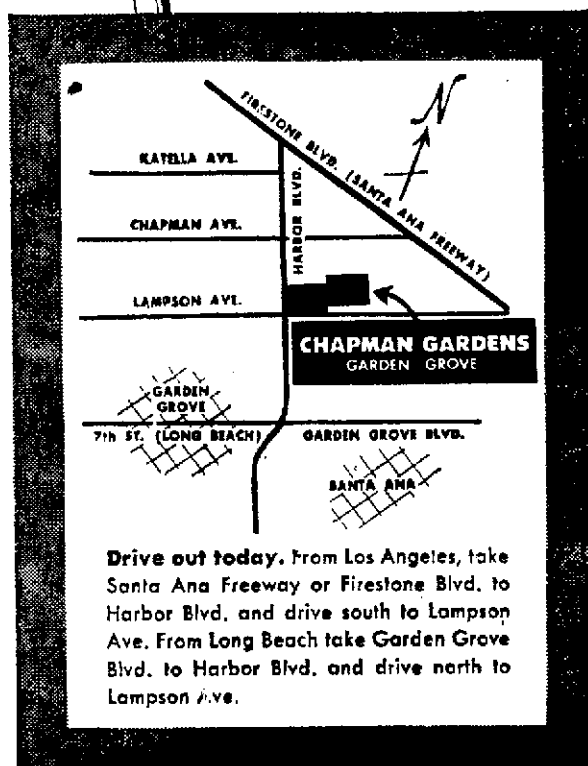 N
FIRESTONE BLVD. (SANTA ANA FREEWAY)
KATELLA AVE.
HARBOR BLVD.
CHAPMAN AVE.
LAMPSON AVE.
CHAPMAN GARDENS
GARDEN GROVE
GARDEN
GROVE
7th ST. (LONG BEACH)
GARDEN GROVE BLVD.
SANTA ANA
Drive out today. From Los Angeles, take
Santa Ana Freeway or Firestone Blvd. to
Harbor Blvd. and drive south to Lampson
Ave. From Long Beach take Garden Grove
Blvd. to Harbor Blvd. and drive north to
Lampson Ave.